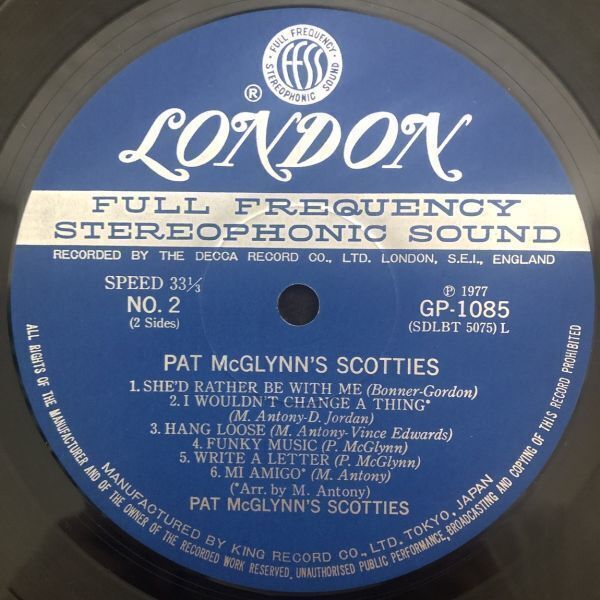 · FULL FREQUENCY ·
STEREOPHONIC SOUND
ffss
®
LONDON
FULL FREQUENCY
STEREOPHONIC SOUND
RECORDED BY THE DECCA RECORD CO., LTD. LONDON, S.E.I., ENGLAND
SPEED 33⅓
NO. 2
(2 Sides)
Ⓟ 1977
GP-1085
(SDLBT 5075) L
PAT McGLYNN'S SCOTTIES
1. SHE'D RATHER BE WITH ME (Bonner-Gordon)
2. I WOULDN'T CHANGE A THING*
(M. Antony-D. Jordan)
3. HANG LOOSE (M. Antony-Vince Edwards)
4. FUNKY MUSIC (P. McGlynn)
5. WRITE A LETTER (P. McGlynn)
6. MI AMIGO* (M. Antony)
(*Arr. by M. Antony)
PAT McGLYNN'S SCOTTIES
MANUFACTURED BY KING RECORD CO., LTD. TOKYO, JAPAN
ALL RIGHTS OF THE MANUFACTURER AND OF THE OWNER OF THE RECORDED WORK RESERVED. UNAUTHORISED PUBLIC PERFORMANCE, BROADCASTING AND COPYING OF THIS RECORD PROHIBITED